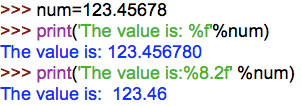 >>> num=123.45678
>>> print('The value is: %f'%num)
The value is: 123.456780
>>> print('The value is:%8.2f' %num)
The value is:  123.46